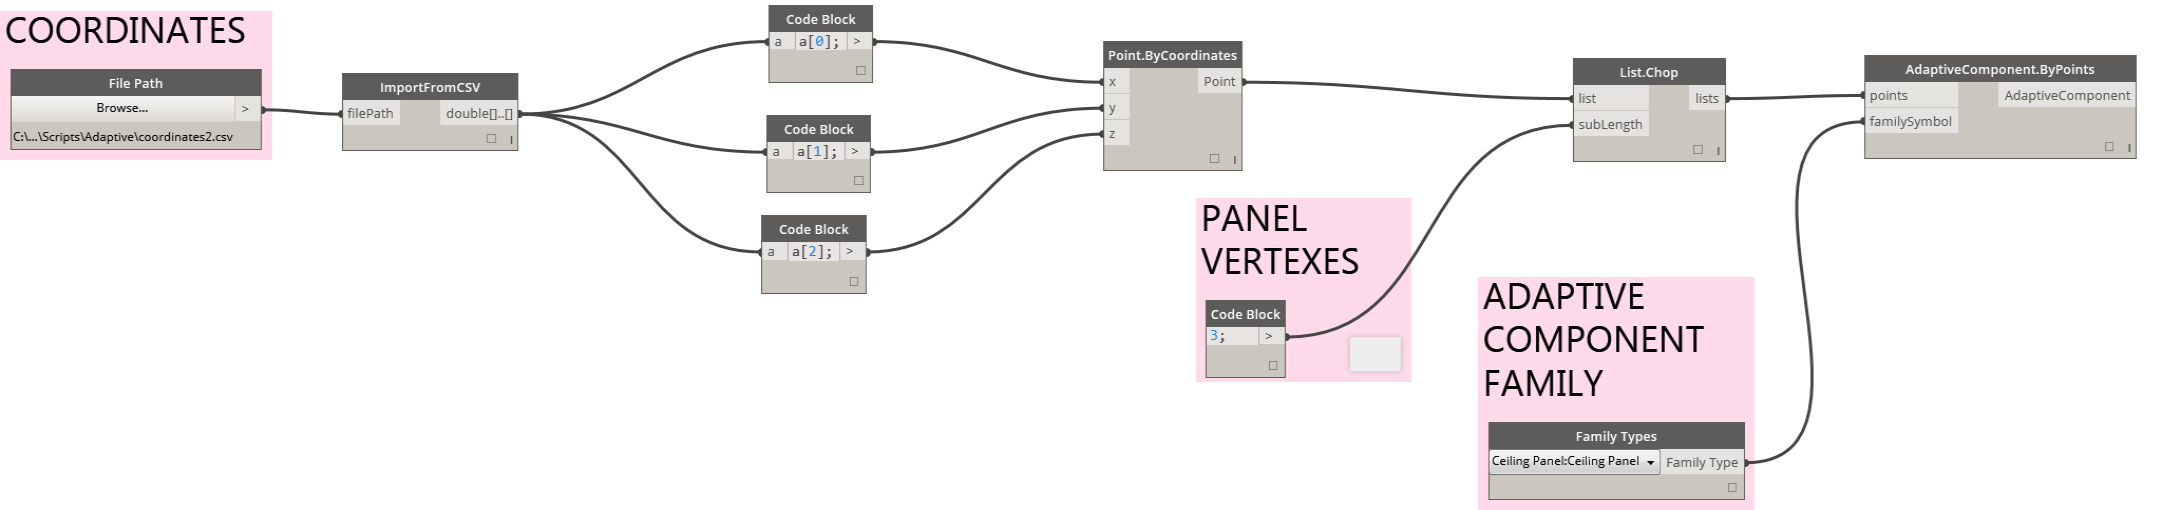 COORDINATES
File Path
Browse... >
C:\...\Scripts\Adaptive\coordinates2.csv
ImportFromCSV
filePath double[]..[]
Code Block
a a[0]; >
Code Block
a a[1]; >
Code Block
a a[2]; >
Point.ByCoordinates
x Point
y
z
PANEL
VERTEXES
Code Block
3; >
List.Chop
list lists
subLength
ADAPTIVE
COMPONENT
FAMILY
Family Types
Ceiling Panel:Ceiling Panel Family Type
AdaptiveComponent.ByPoints
points AdaptiveComponent
familySymbol